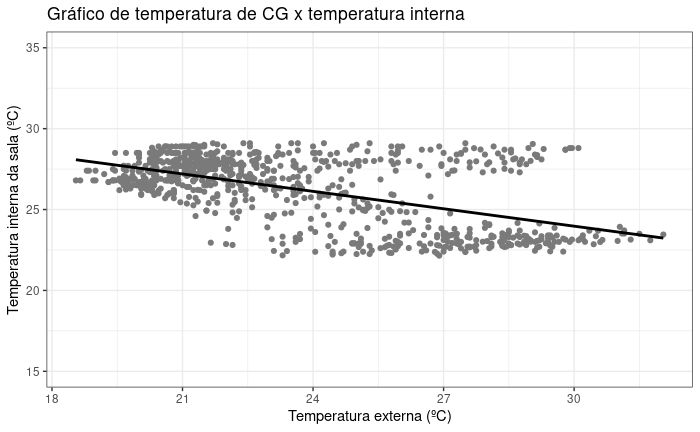 Gráfico de temperatura de CG x temperatura interna
Temperatura interna da sala (ºC)
35
30
25
20
15
18 21 24 27 30
Temperatura externa (ºC)